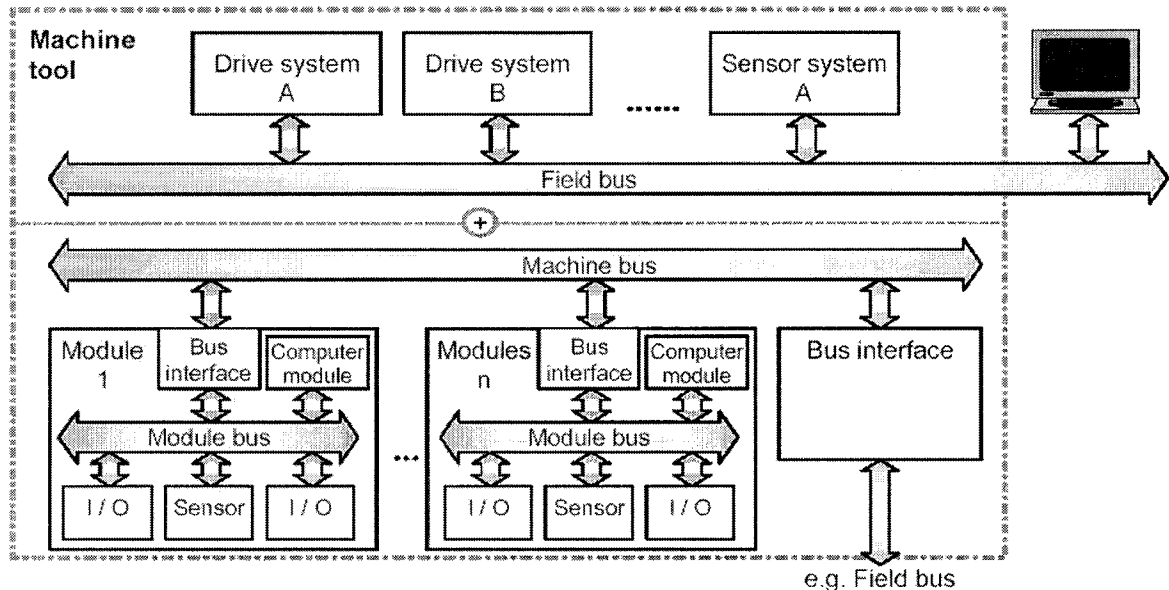 Machine
tool
Drive system
A
Drive system
B
......
Sensor system
A
Field bus
+
Machine bus
Module
1
Bus
interface
Computer
module
Module bus
I / O
Sensor
I / O
...
Modules
n
Bus
interface
Computer
module
Module bus
I / O
Sensor
I / O
Bus interface
e.g. Field bus